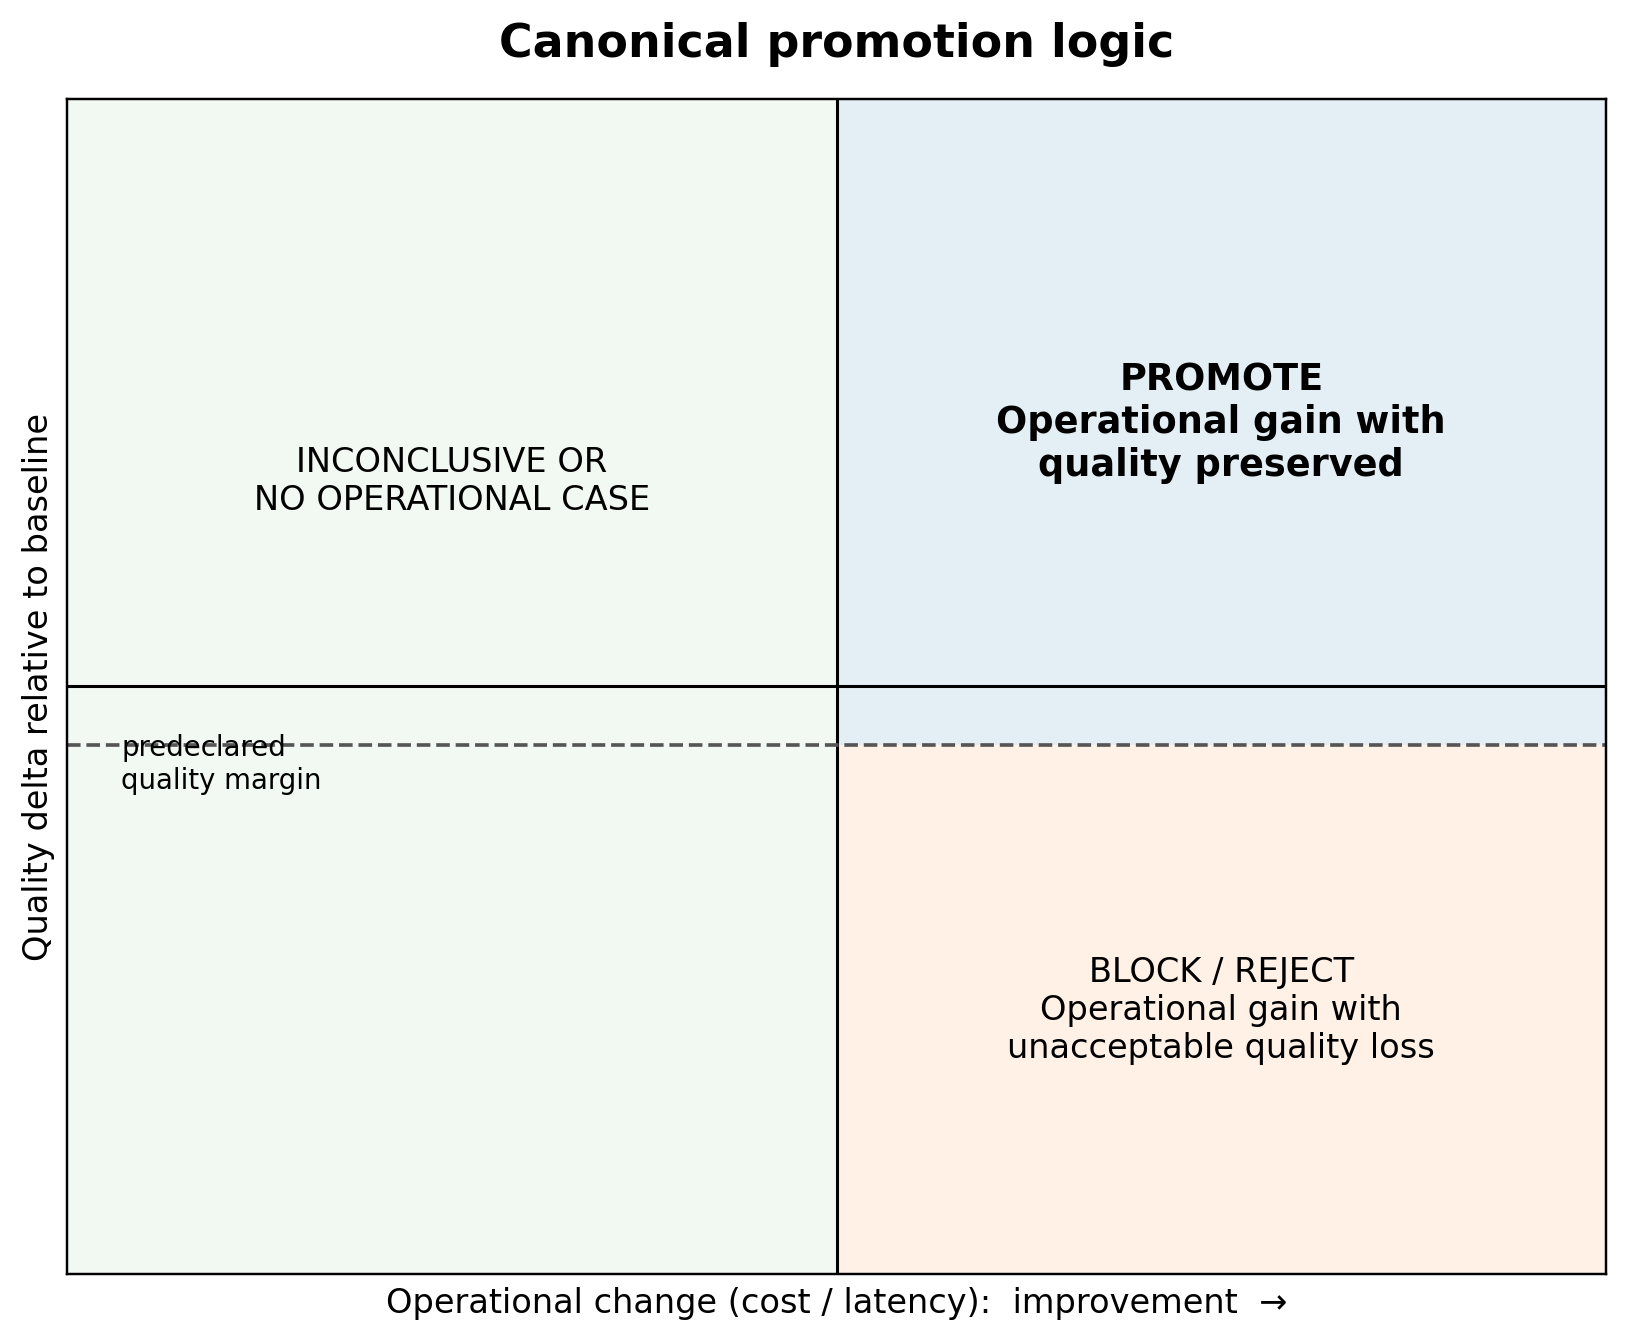 Canonical promotion logic
PROMOTE
Operational gain with
quality preserved
INCONCLUSIVE OR
NO OPERATIONAL CASE
predeclared
quality margin
BLOCK / REJECT
Operational gain with
unacceptable quality loss
Quality delta relative to baseline
Operational change (cost / latency):  improvement  →